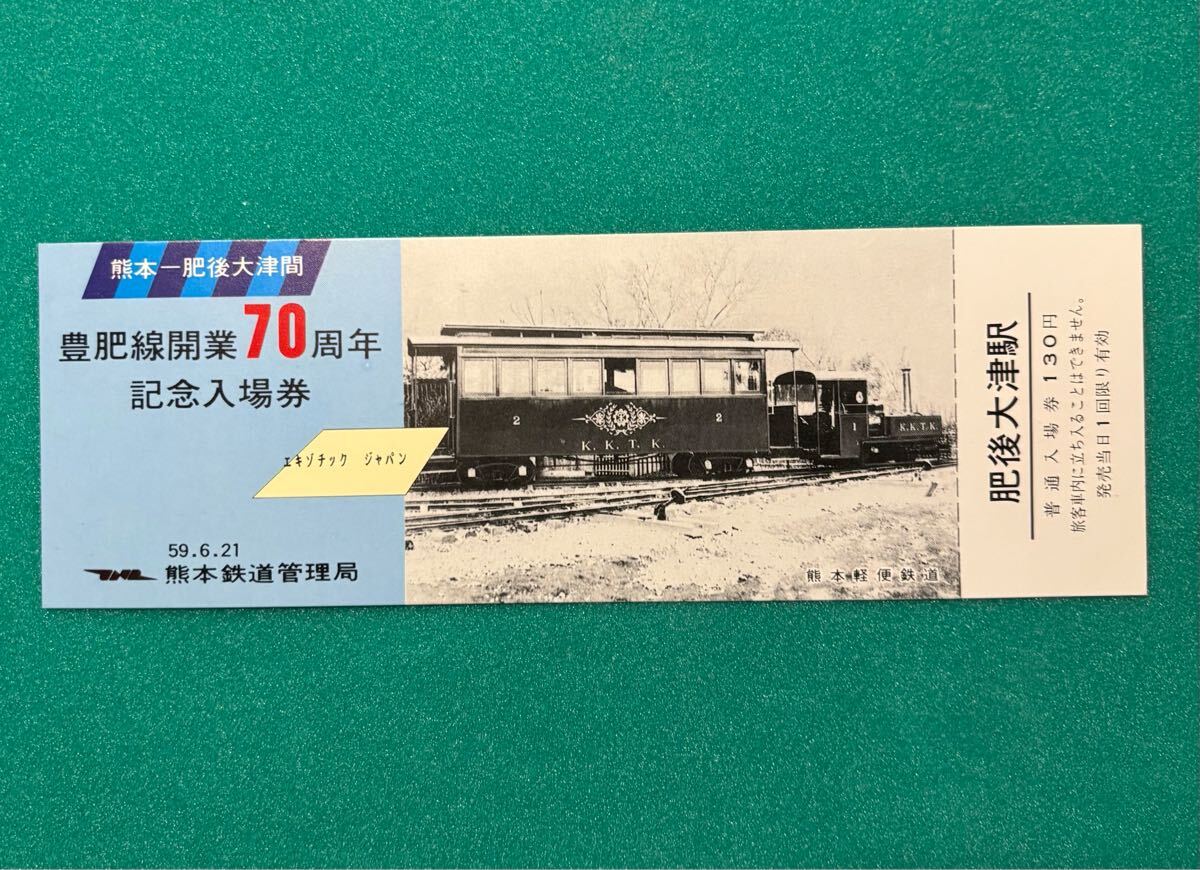 熊本－肥後大津間
豊肥線開業70周年
記念入場券
エキゾチック ジャパン
59.6.21
JNR 熊本鉄道管理局
2 2
K.K.T.K.
1
K.K.T.K.
熊本軽便鉄道
肥後大津駅
普通入場券130円
旅客車内に立ち入ることはできません。
発売当日1回限り有効